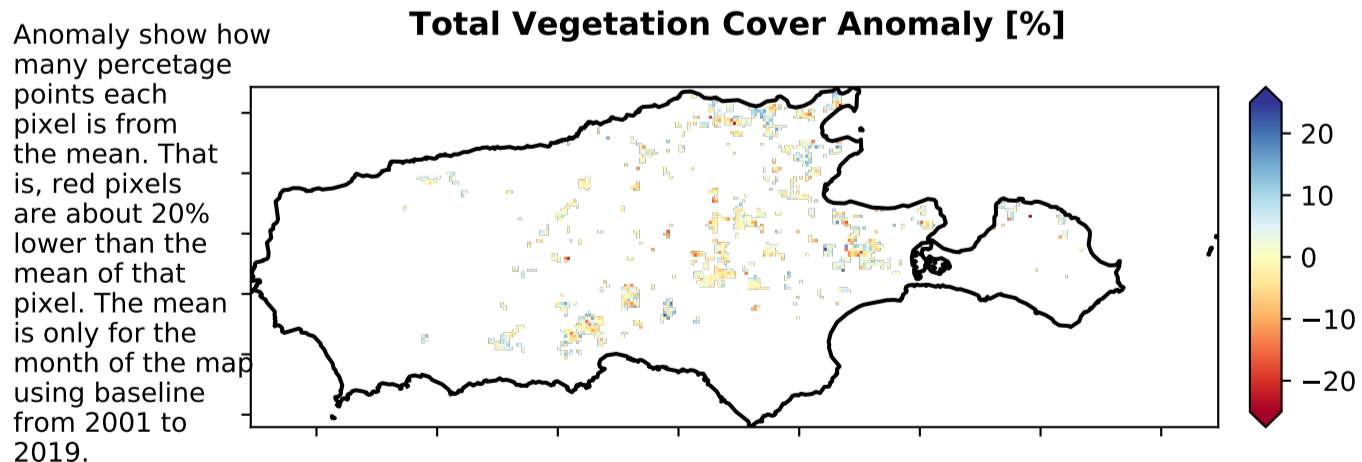 Total Vegetation Cover Anomaly [%]
Anomaly show how
many percetage
points each
pixel is from
the mean. That
is, red pixels
are about 20%
lower than the
mean of that
pixel. The mean
is only for the
month of the map
using baseline
from 2001 to
2019.
20
10
0
−10
−20